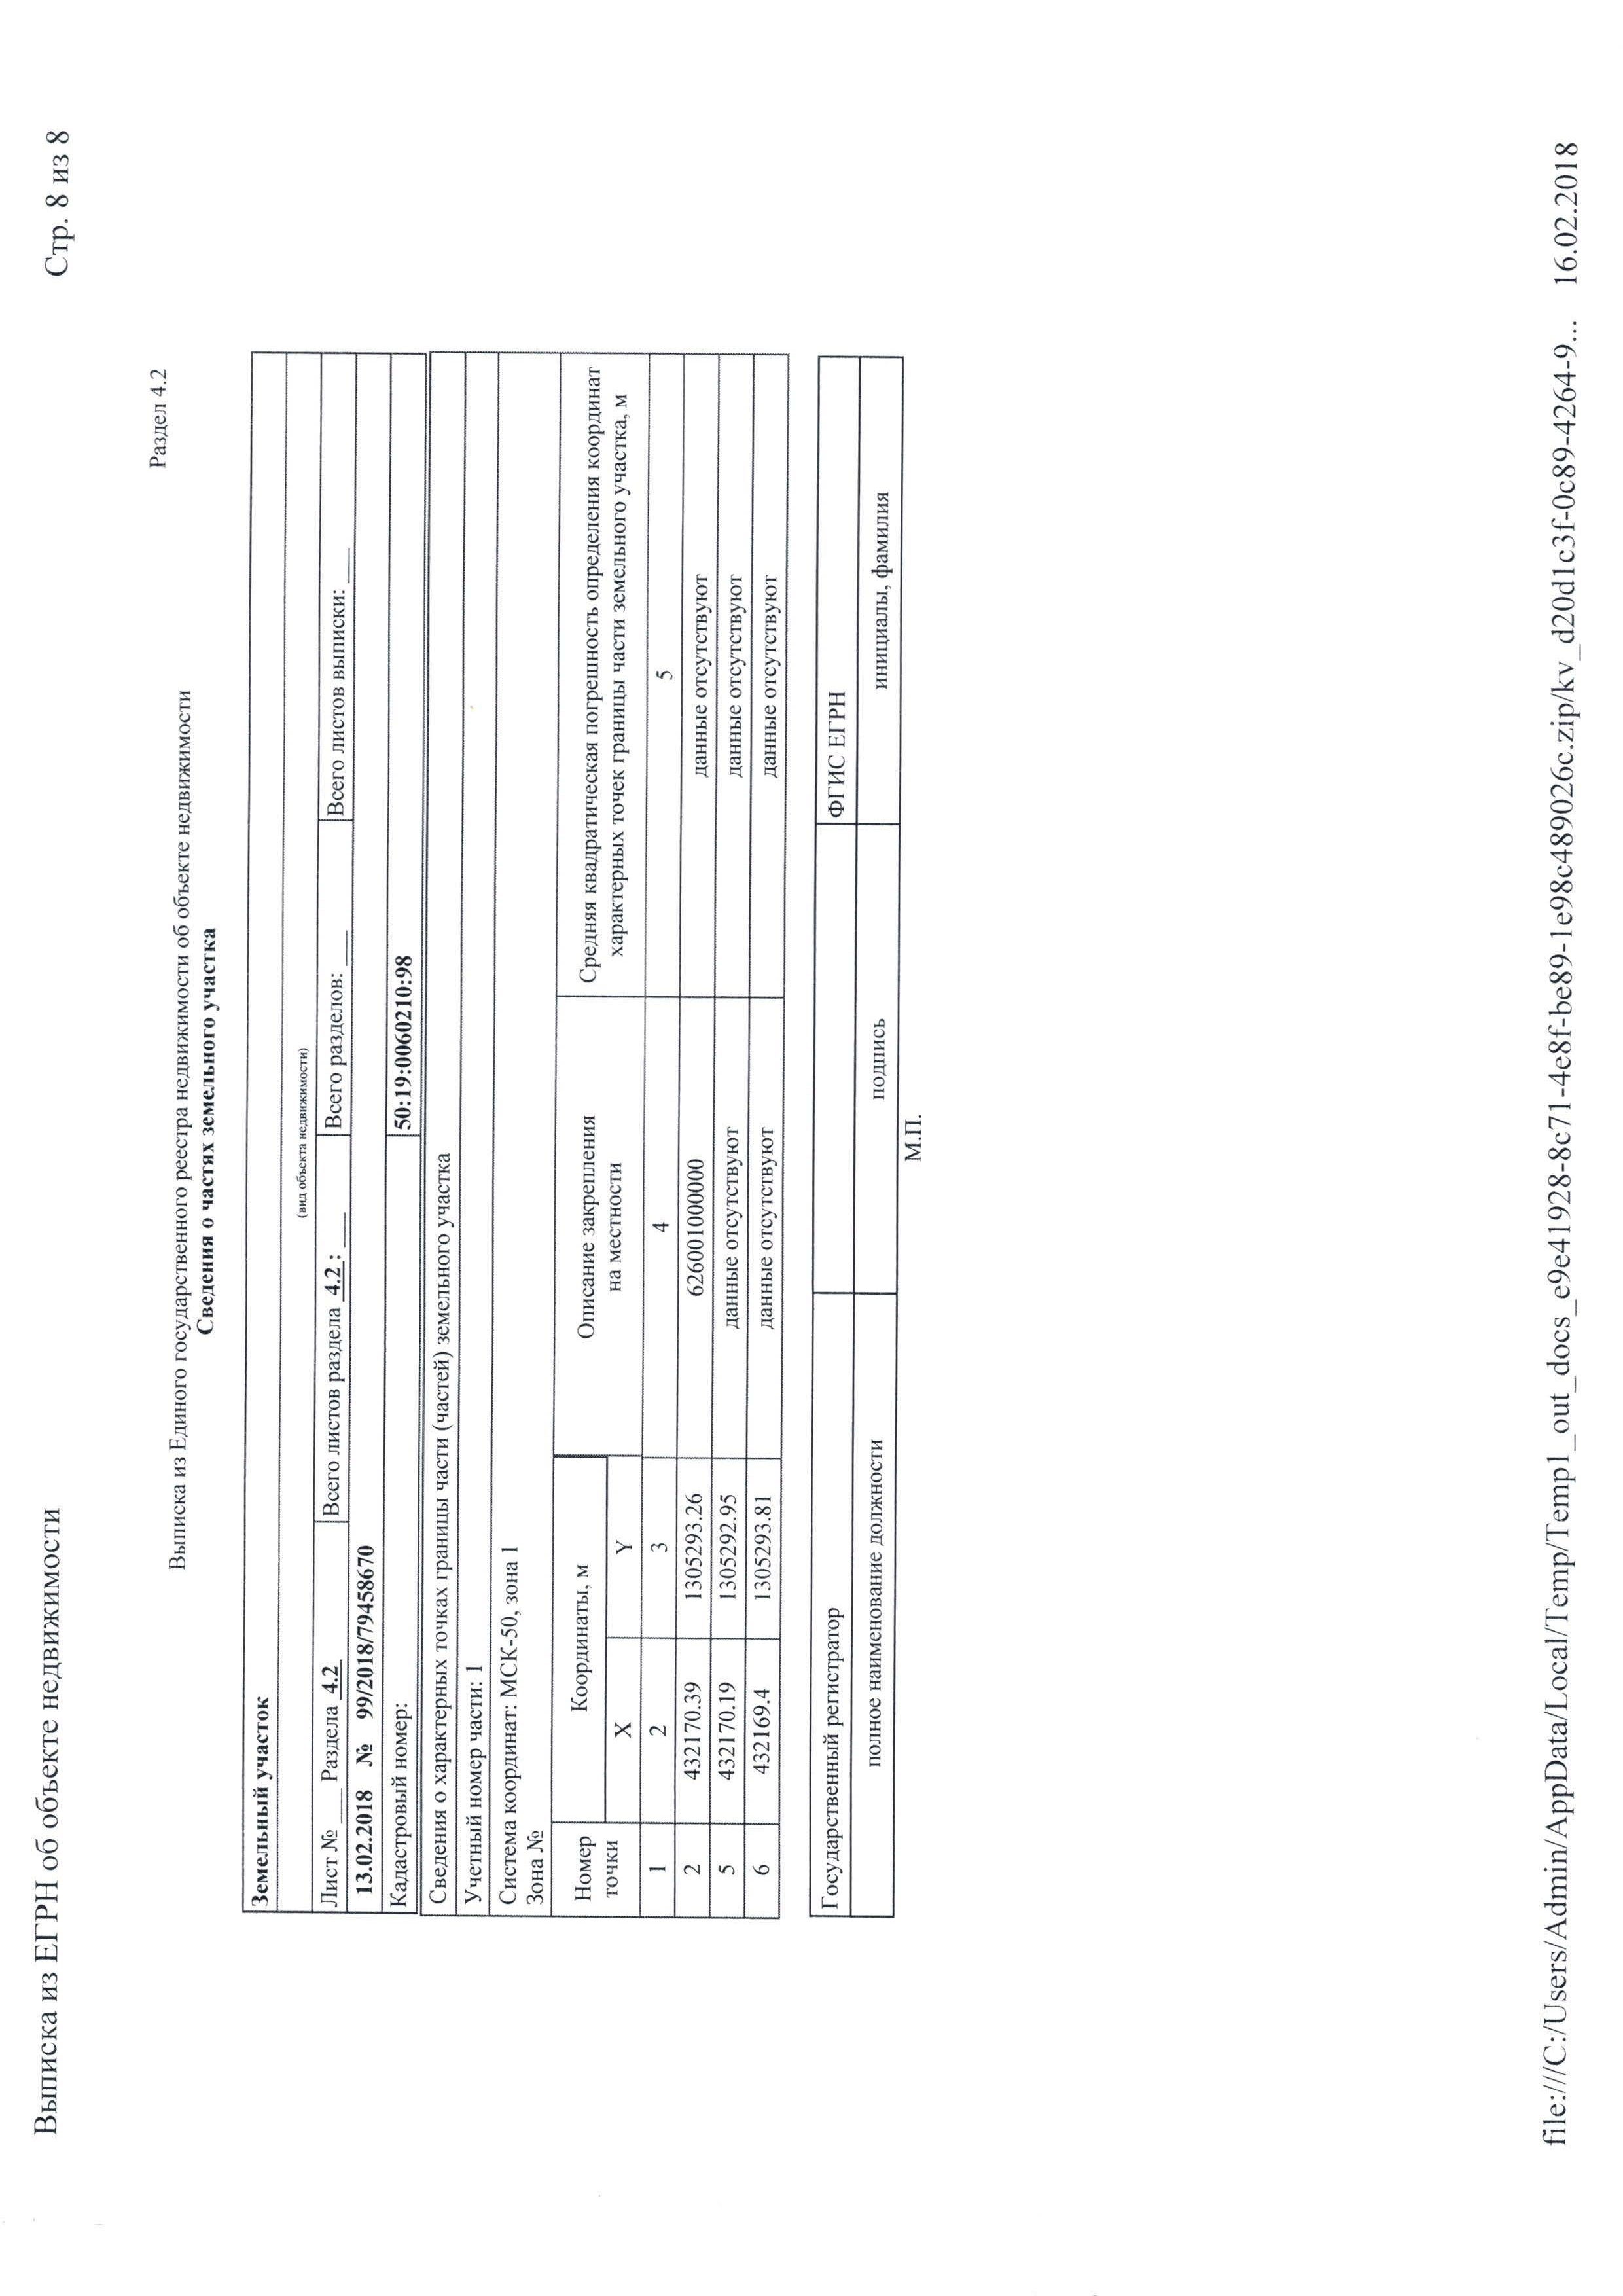 Выписка из ЕГРН об объекте недвижимости Стр. 8 из 8
Раздел 4.2
Выписка из Единого государственного реестра недвижимости об объекте недвижимости
Сведения о частях земельного участка
Земельный участок
(вид объекта недвижимости)
Лист № ___ Раздела 4.2 Всего листов раздела 4.2 : ___ Всего разделов: ___ Всего листов выписки: ___
13.02.2018 № 99/2018/79458670
Кадастровый номер: 50:19:0060210:98
Сведения о характерных точках границы части (частей) земельного участка
Учетный номер части: 1
Система координат: МСК-50, зона 1
Зона №
Номер точки Координаты, м Описание закрепления на местности Средняя квадратическая погрешность определения координат характерных точек границы части земельного участка, м
X Y
1 2 3 4 5
2 432170.39 1305293.26 626001000000 данные отсутствуют
5 432170.19 1305292.95 данные отсутствуют данные отсутствуют
6 432169.4 1305293.81 данные отсутствуют данные отсутствуют
Государственный регистратор ФГИС ЕГРН
полное наименование должности подпись инициалы, фамилия
М.П.
file:///C:/Users/Admin/AppData/Local/Temp/Temp1_out_docs_e9e41928-8c71-4e8f-be89-1e98c489026c.zip/kv_d20d1c3f-0c89-4264-9... 16.02.2018